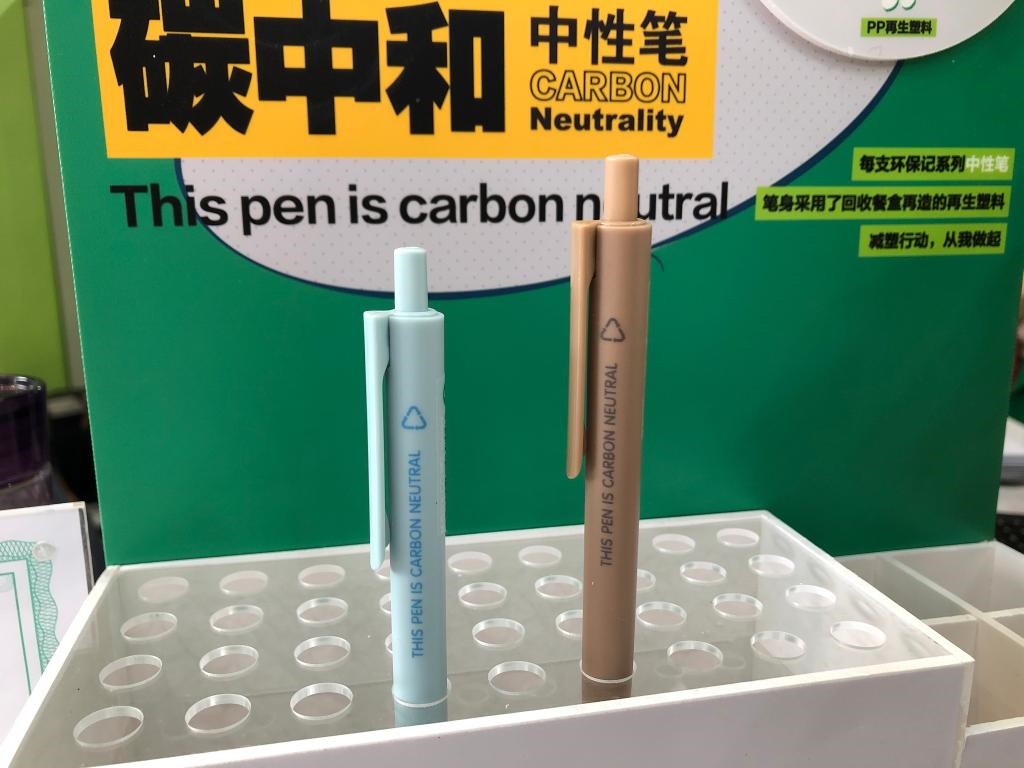 PP再生塑料
碳中和
中性笔
CARBON
Neutrality
This pen is carbon neutral
每支环保记系列中性笔
笔身采用了回收餐盒再造的再生塑料
减塑行动，从我做起
THIS PEN IS CARBON NEUTRAL
THIS PEN IS CARBON NEUTRAL